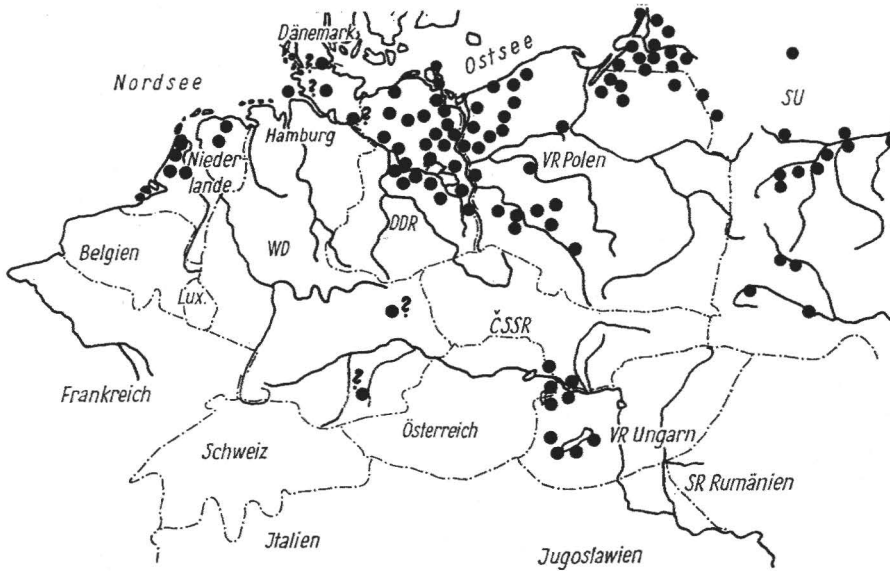 Dänemark
Ostsee
Nordsee
?
?
?
SU
Hamburg
Nieder-
lande.
VR Polen
Belgien
WD
DDR
Lux.
?
ČSSR
Frankreich
?
Österreich
VR Ungarn
Schweiz
SR Rumänien
Jtalien
Jugoslawien